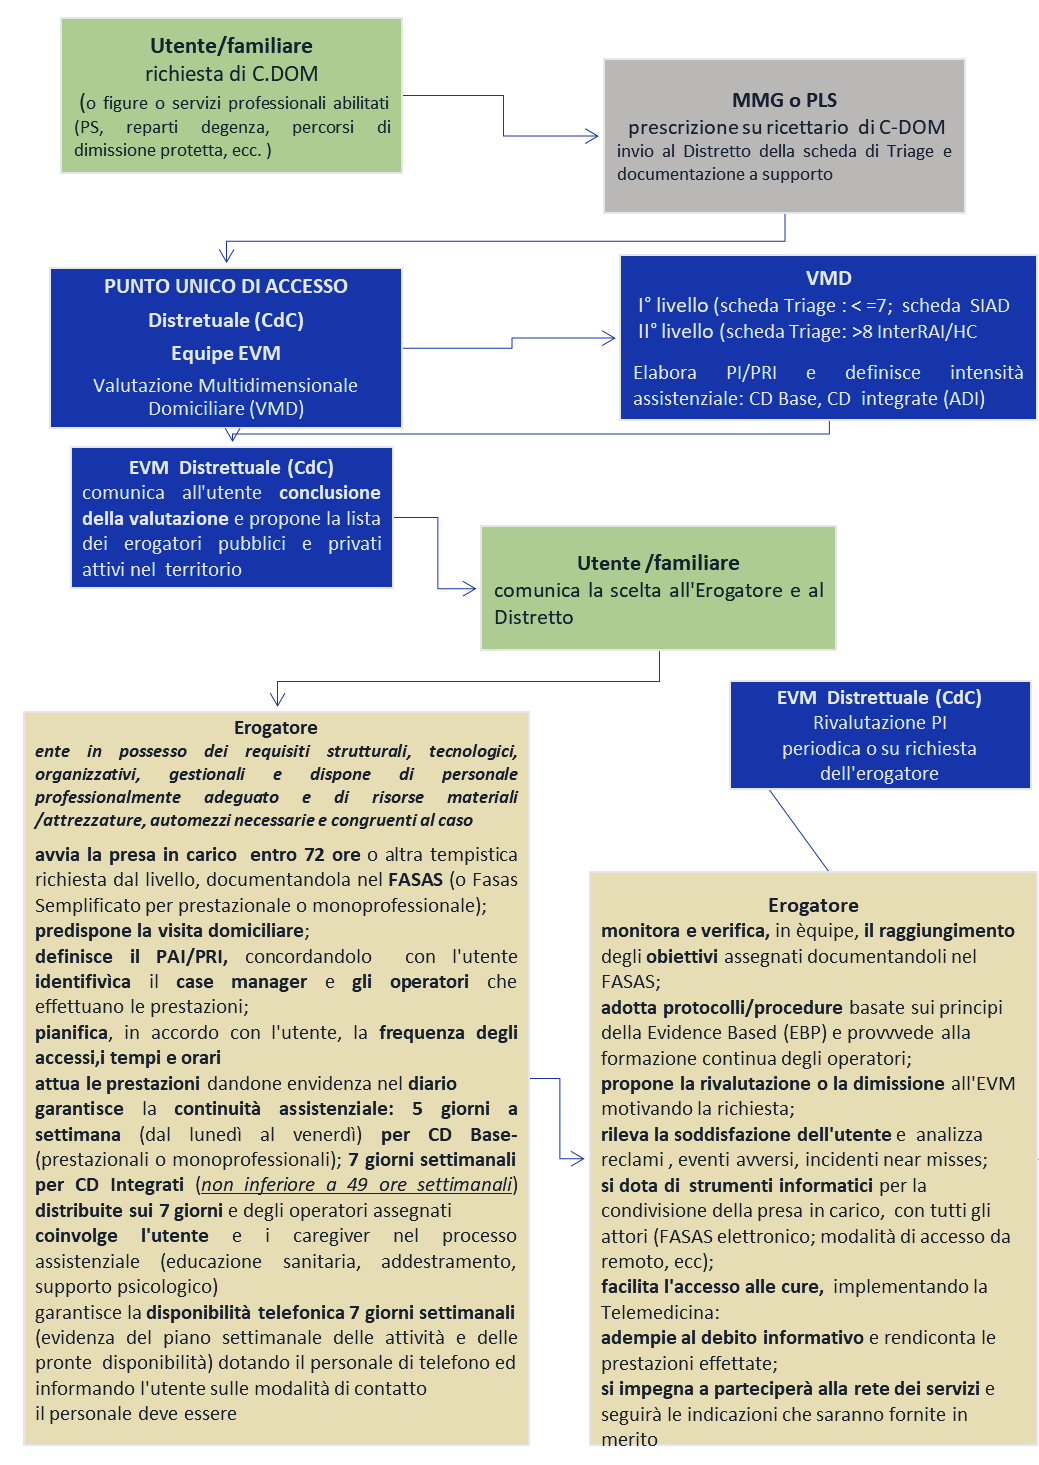 Utente/familiare
richiesta di C.DOM
(o figure o servizi professionali abilitati
(PS, reparti degenza, percorsi di
dimissione protetta, ecc. )
MMG o PLS
prescrizione su ricettario di C-DOM
invio al Distretto della scheda di Triage e
documentazione a supporto
PUNTO UNICO DI ACCESSO
Distretuale (CdC)
Equipe EVM
Valutazione Multidimensionale
Domiciliare (VMD)
VMD
I° livello (scheda Triage : < =7; scheda SIAD
II° livello (scheda Triage: >8 InterRAI/HC
Elabora PI/PRI e definisce intensità
assistenziale: CD Base, CD integrate (ADI)
EVM Distrettuale (CdC)
comunica all'utente conclusione
della valutazione e propone la lista
dei erogatori pubblici e privati
attivi nel territorio
Utente /familiare
comunica la scelta all'Erogatore e al
Distretto
EVM Distrettuale (CdC)
Rivalutazione PI
periodica o su richiesta
dell'erogatore
Erogatore
ente in possesso dei requisiti strutturali, tecnologici,
organizzativi, gestionali e dispone di personale
professionalmente adeguato e di risorse materiali
/attrezzature, automezzi necessarie e congruenti al caso
avvia la presa in carico entro 72 ore o altra tempistica
richiesta dal livello, documentandola nel FASAS (o Fasas
Semplificato per prestazionale o monoprofessionale);
predispone la visita domiciliare;
definisce il PAI/PRI, concordandolo con l'utente
identifivìca il case manager e gli operatori che
effettuano le prestazioni;
pianifica, in accordo con l'utente, la frequenza degli
accessi,i tempi e orari
attua le prestazioni dandone envidenza nel diario
garantisce la continuità assistenziale: 5 giorni a
settimana (dal lunedì al venerdì) per CD Base-
(prestazionali o monoprofessionali); 7 giorni settimanali
per CD Integrati (non inferiore a 49 ore settimanali)
distribuite sui 7 giorni e degli operatori assegnati
coinvolge l'utente e i caregiver nel processo
assistenziale (educazione sanitaria, addestramento,
supporto psicologico)
garantisce la disponibilità telefonica 7 giorni settimanali
(evidenza del piano settimanale delle attività e delle
pronte disponibilità) dotando il personale di telefono ed
informando l'utente sulle modalità di contatto
il personale deve essere
Erogatore
monitora e verifica, in èquipe, il raggiungimento
degli obiettivi assegnati documentandoli nel
FASAS;
adotta protocolli/procedure basate sui principi
della Evidence Based (EBP) e provvvede alla
formazione continua degli operatori;
propone la rivalutazione o la dimissione all'EVM
motivando la richiesta;
rileva la soddisfazione dell'utente e analizza
reclami , eventi avversi, incidenti near misses;
si dota di strumenti informatici per la
condivisione della presa in carico, con tutti gli
attori (FASAS elettronico; modalità di accesso da
remoto, ecc);
facilita l'accesso alle cure, implementando la
Telemedicina:
adempie al debito informativo e rendiconta le
prestazioni effettate;
si impegna a parteciperà alla rete dei servizi e
seguirà le indicazioni che saranno fornite in
merito